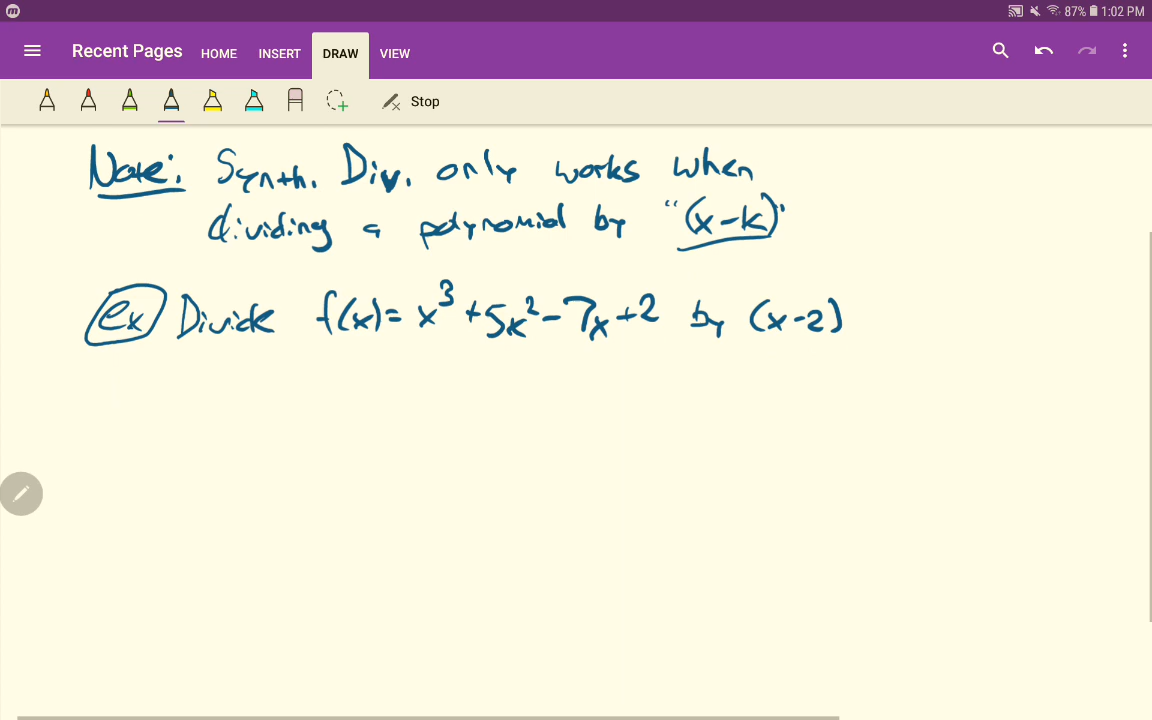 87% 1:02 PM
Recent Pages HOME INSERT DRAW VIEW
Stop
Note: Synth. Div. only works when
dividing a polynomial by "(x-k)"
ex Divide f(x)= x³ +5x² -7x +2 by (x-2)